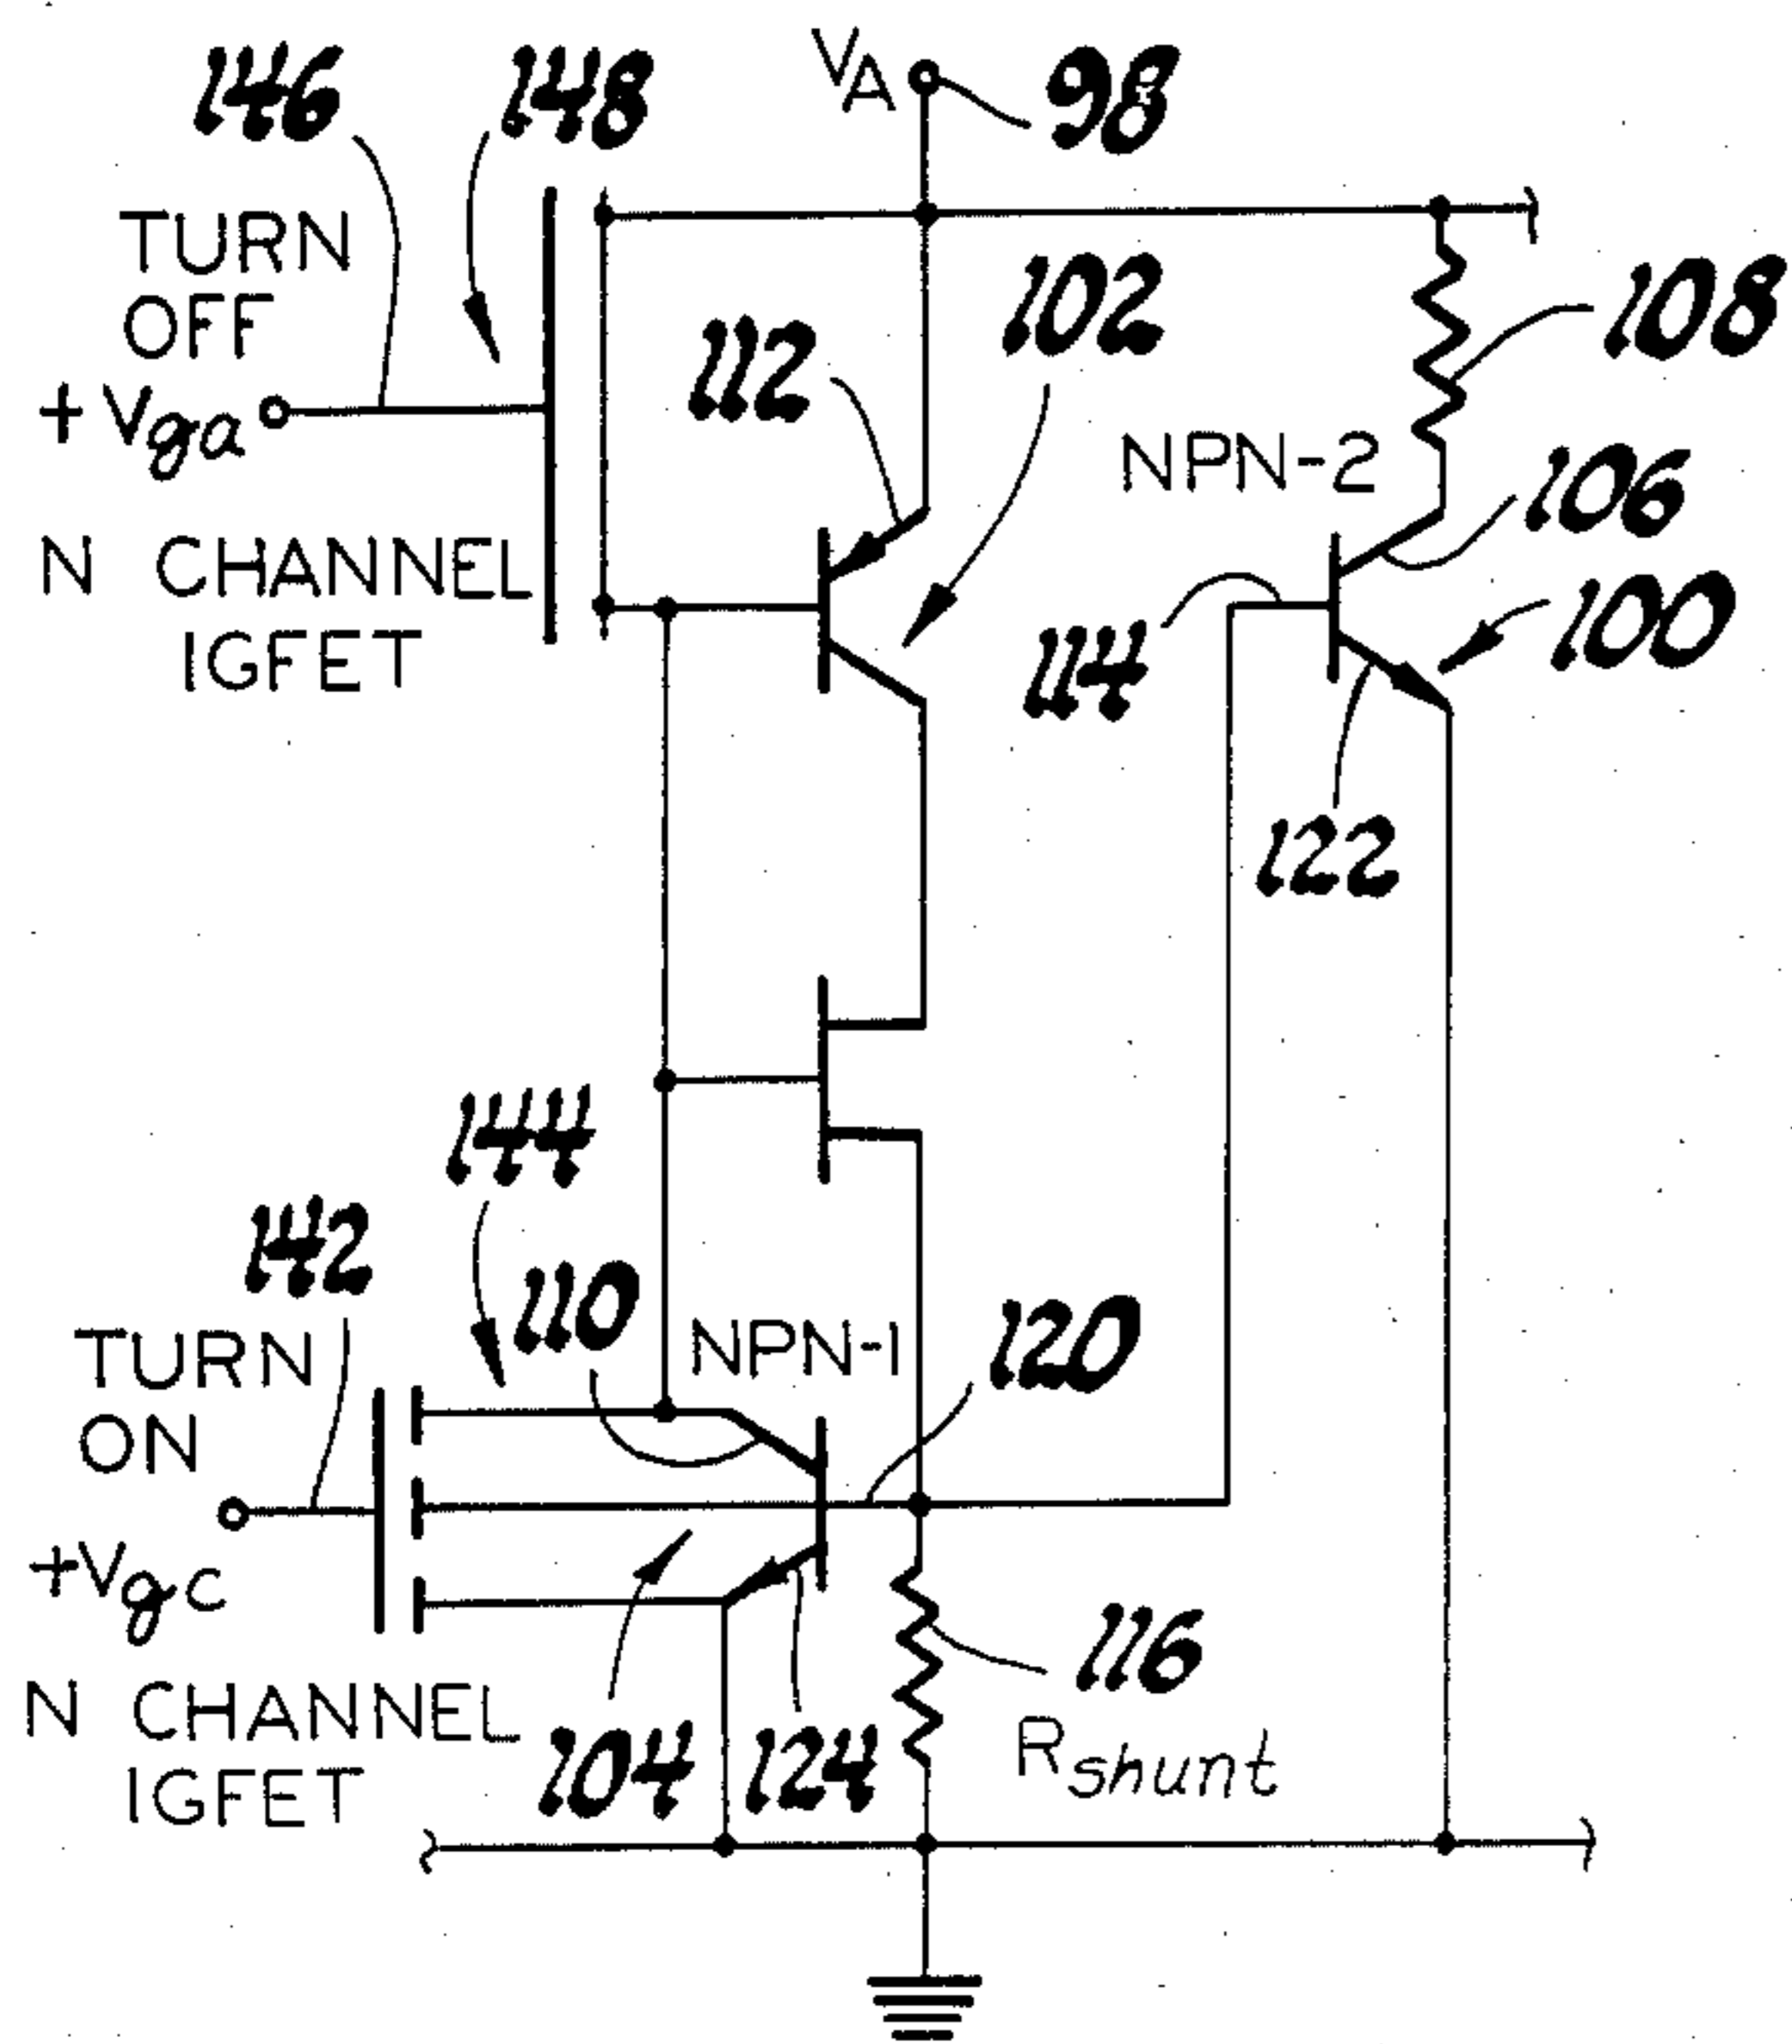 146
148
VA
98
TURN
OFF
+Vga
N CHANNEL
IGFET
112
102
108
NPN-2
106
114
100
122
144
142
110
NPN-1
120
TURN
ON
+Vgc
N CHANNEL
IGFET
104
124
116
Rshunt